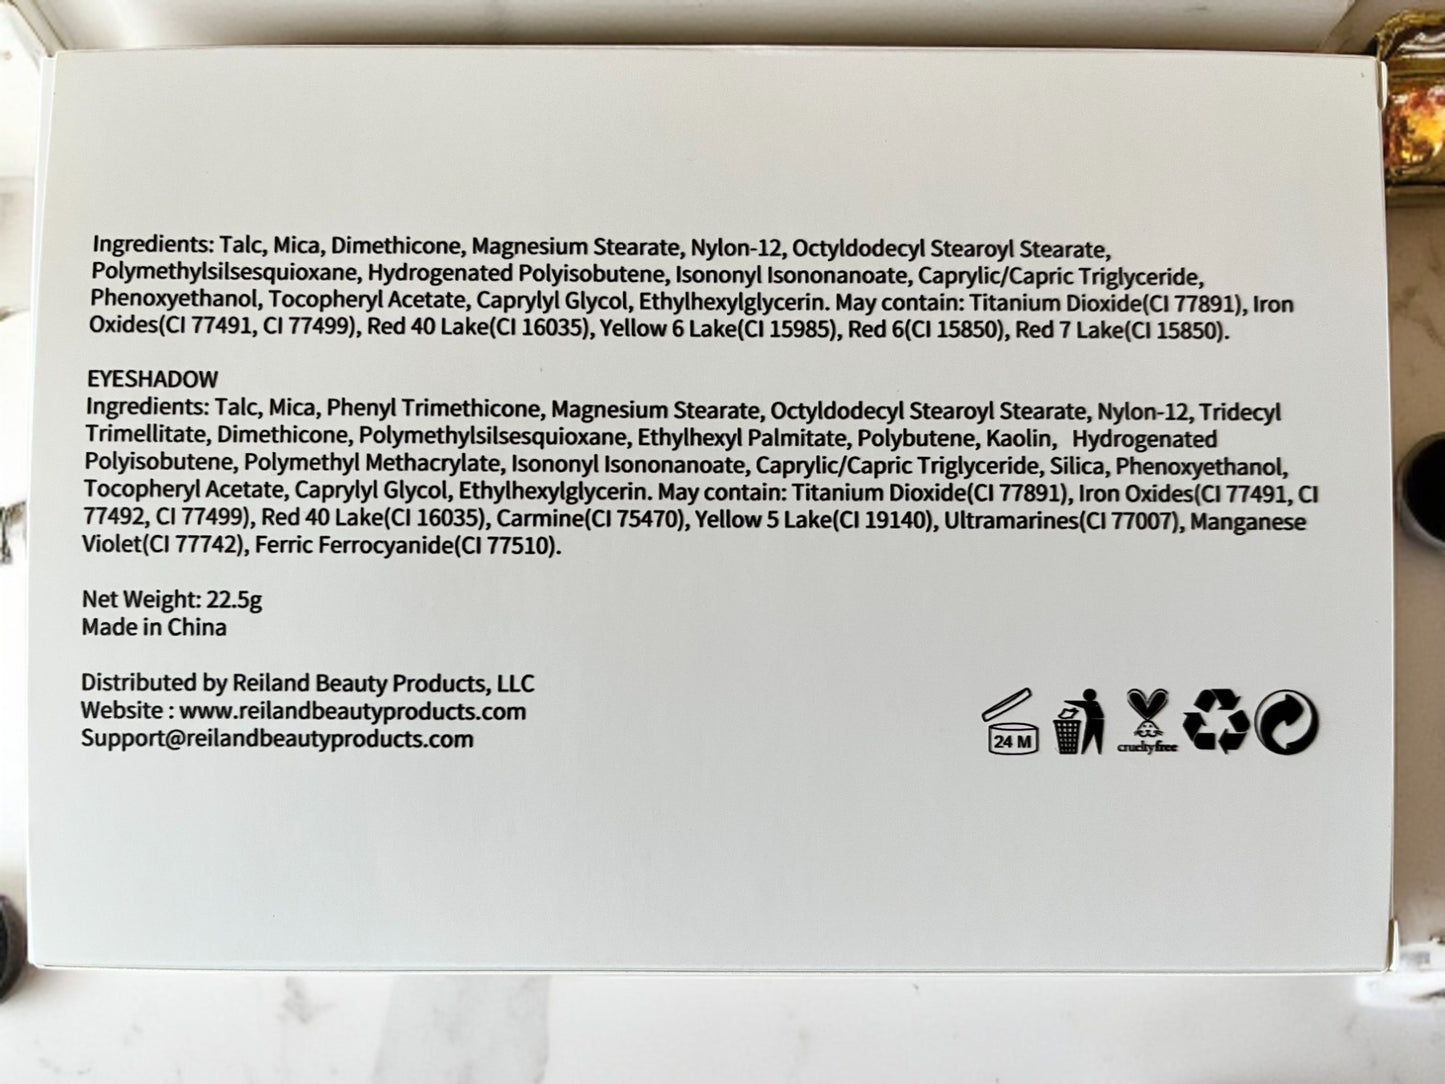 Ingredients: Talc, Mica, Dimethicone, Magnesium Stearate, Nylon-12, Octyldodecyl Stearoyl Stearate,
Polymethylsilsesquioxane, Hydrogenated Polyisobutene, Isononyl Isononanoate, Caprylic/Capric Triglyceride,
Phenoxyethanol, Tocopheryl Acetate, Caprylyl Glycol, Ethylhexylglycerin. May contain: Titanium Dioxide(CI 77891), Iron
Oxides(CI 77491, CI 77499), Red 40 Lake(CI 16035), Yellow 6 Lake(CI 15985), Red 6(CI 15850), Red 7 Lake(CI 15850).
EYESHADOW
Ingredients: Talc, Mica, Phenyl Trimethicone, Magnesium Stearate, Octyldodecyl Stearoyl Stearate, Nylon-12, Tridecyl
Trimellitate, Dimethicone, Polymethylsilsesquioxane, Ethylhexyl Palmitate, Polybutene, Kaolin, Hydrogenated
Polyisobutene, Polymethyl Methacrylate, Isononyl Isononanoate, Caprylic/Capric Triglyceride, Silica, Phenoxyethanol,
Tocopheryl Acetate, Caprylyl Glycol, Ethylhexylglycerin. May contain: Titanium Dioxide(CI 77891), Iron Oxides(CI 77491, CI
77492, CI 77499), Red 40 Lake(CI 16035), Carmine(CI 75470), Yellow 5 Lake(CI 19140), Ultramarines(CI 77007), Manganese
Violet(CI 77742), Ferric Ferrocyanide(CI 77510).
Net Weight: 22.5g
Made in China
Distributed by Reiland Beauty Products, LLC
Website : www.reilandbeautyproducts.com
Support@reilandbeautyproducts.com
24 M
crueltyfree